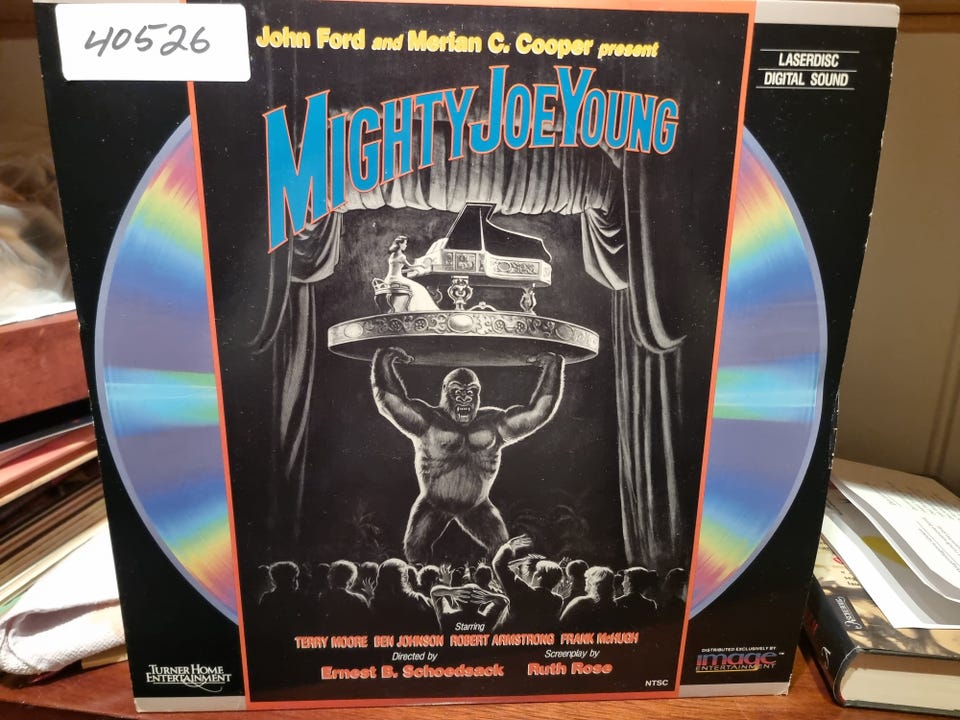 40526
John Ford and Merian C. Cooper present
LASERDISC
DIGITAL SOUND
MIGHTY JOE YOUNG
Starring
TERRY MOORE BEN JOHNSON ROBERT ARMSTRONG FRANK McHUGH
Directed by
Ernest B. Schoedsack
Screenplay by
Ruth Rose
TURNER HOME
ENTERTAINMENT
NTSC
DISTRIBUTED EXCLUSIVELY BY
image
ENTERTAINMENT